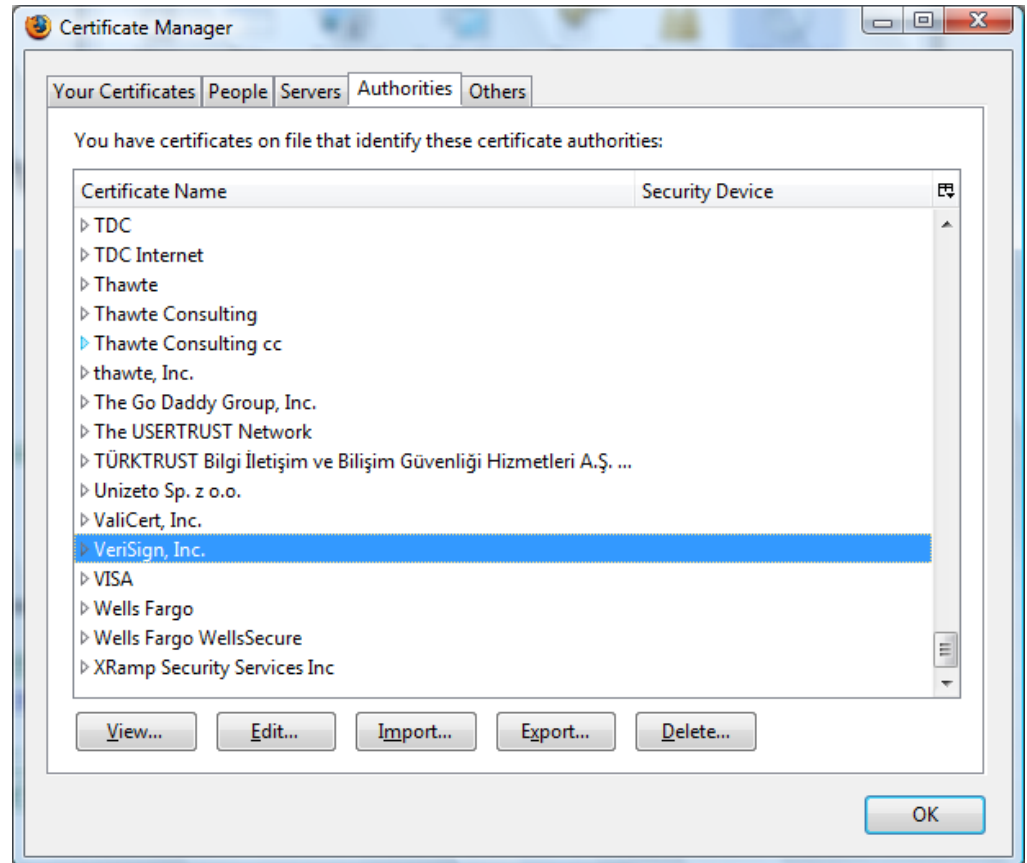 Certificate Manager
Your Certificates People Servers Authorities Others
You have certificates on file that identify these certificate authorities:
Certificate Name Security Device
TDC
TDC Internet
Thawte
Thawte Consulting
Thawte Consulting cc
thawte, Inc.
The Go Daddy Group, Inc.
The USERTRUST Network
TÜRKTRUST Bilgi İletişim ve Bilişim Güvenliği Hizmetleri A.Ş. ...
Unizeto Sp. z o.o.
ValiCert, Inc.
VeriSign, Inc.
VISA
Wells Fargo
Wells Fargo WellsSecure
XRamp Security Services Inc
View... Edit... Import... Export... Delete...
OK